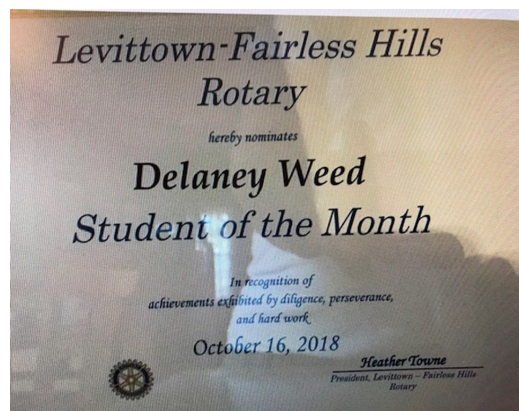 Levittown-Fairless Hills
Rotary
hereby nominates
Delaney Weed
Student of the Month
In recognition of
achievements exhibited by diligence, perseverance,
and hard work
October 16, 2018
Heather Towne
President, Levittown – Fairless Hills
Rotary